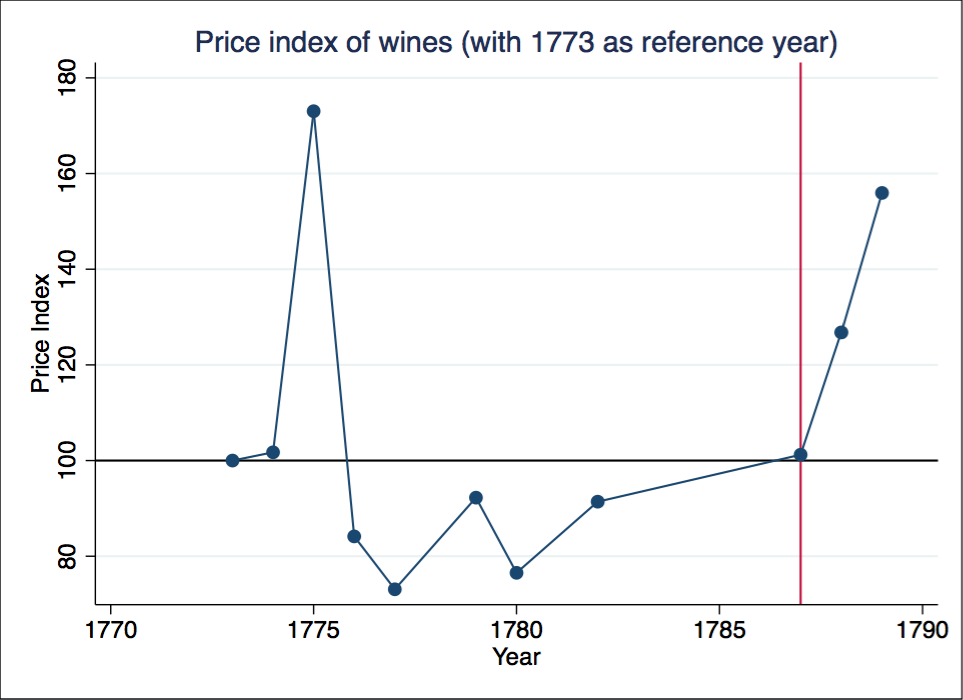 Price index of wines (with 1773 as reference year)
180
160
140
120
100
80
Price Index
1770 1775 1780 1785 1790
Year